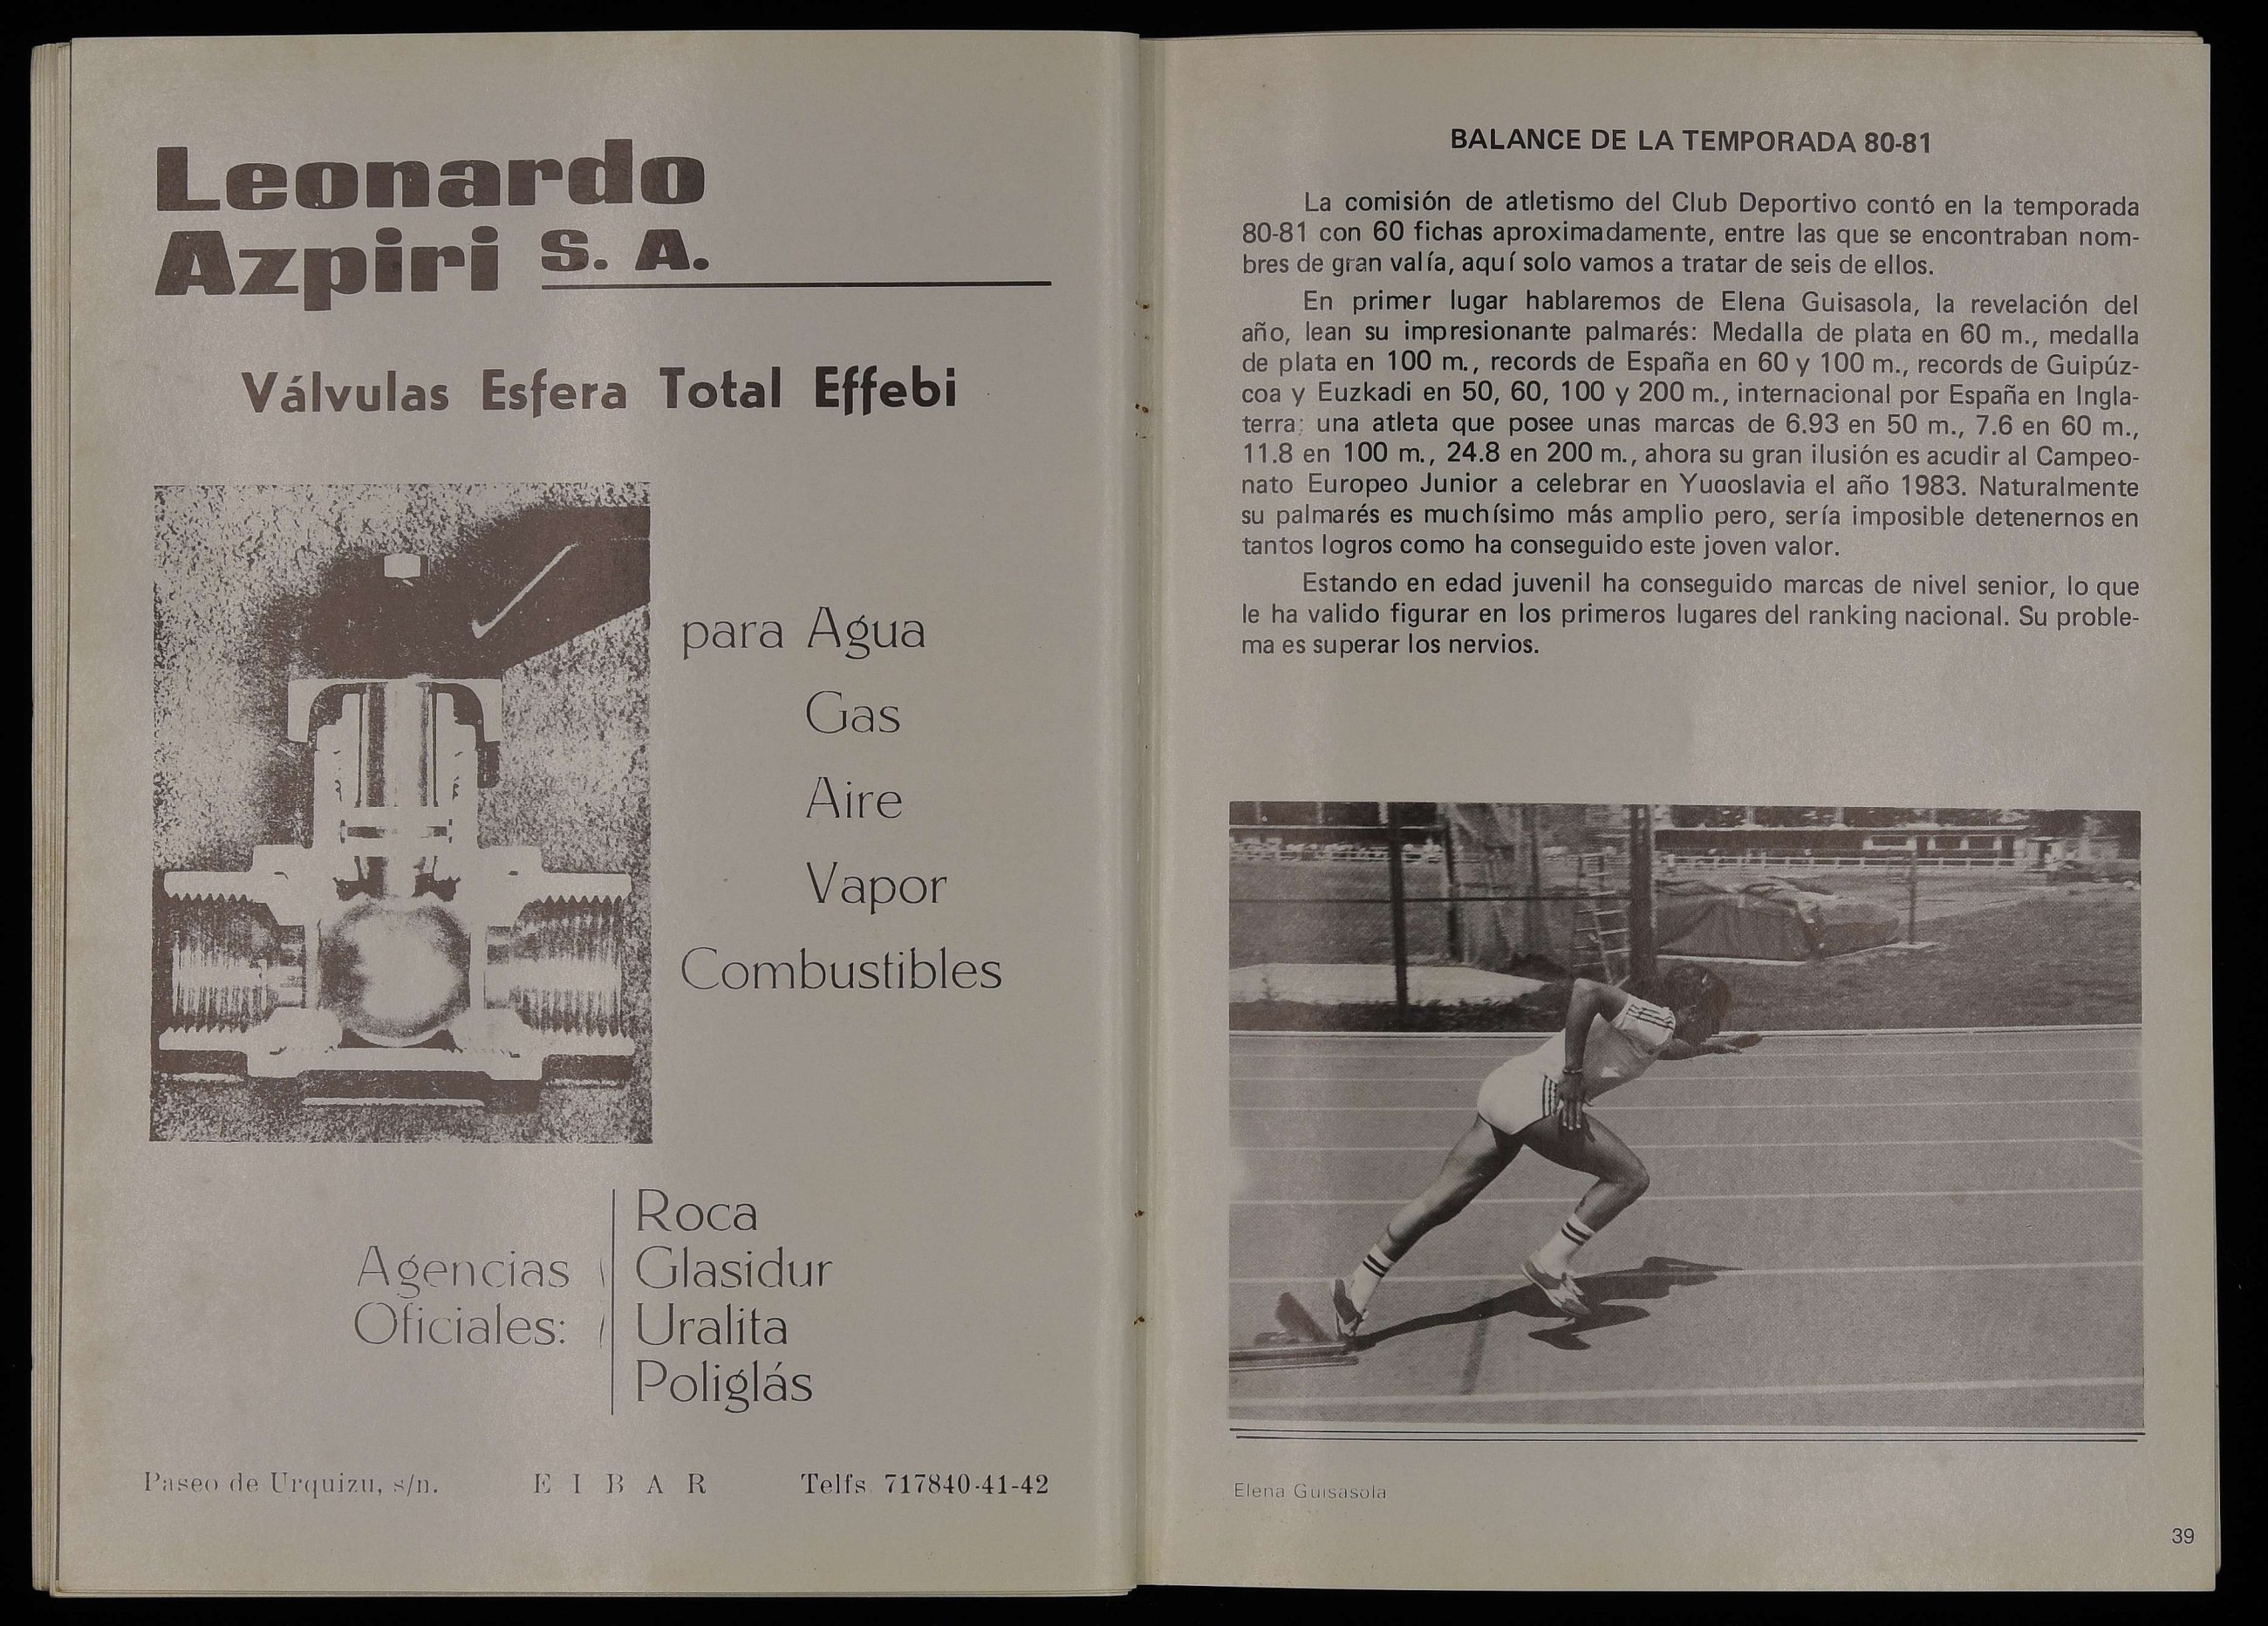 Leonardo
Azpiri S. A.
Válvulas Esfera Total Effebi
para Agua
Gas
Aire
Vapor
Combustibles
Agencias
Oficiales:
Roca
Glasidur
Uralita
Poliglás
Paseo de Urquizu, s/n. EIBAR Telfs. 717840-41-42
BALANCE DE LA TEMPORADA 80-81
La comisión de atletismo del Club Deportivo contó en la temporada
80-81 con 60 fichas aproximadamente, entre las que se encontraban nom-
bres de gran valía, aquí solo vamos a tratar de seis de ellos.
En primer lugar hablaremos de Elena Guisasola, la revelación del
año, lean su impresionante palmarés: Medalla de plata en 60 m., medalla
de plata en 100 m., records de España en 60 y 100 m., records de Guipúz-
coa y Euzkadi en 50, 60, 100 y 200 m., internacional por España en Ingla-
terra; una atleta que posee unas marcas de 6.93 en 50 m., 7.6 en 60 m.,
11.8 en 100 m., 24.8 en 200 m., ahora su gran ilusión es acudir al Campeo-
nato Europeo Junior a celebrar en Yugoslavia el año 1983. Naturalmente
su palmarés es muchísimo más amplio pero, sería imposible detenernos en
tantos logros como ha conseguido este joven valor.
Estando en edad juvenil ha conseguido marcas de nivel senior, lo que
le ha valido figurar en los primeros lugares del ranking nacional. Su proble-
ma es superar los nervios.
Elena Guisasola
39